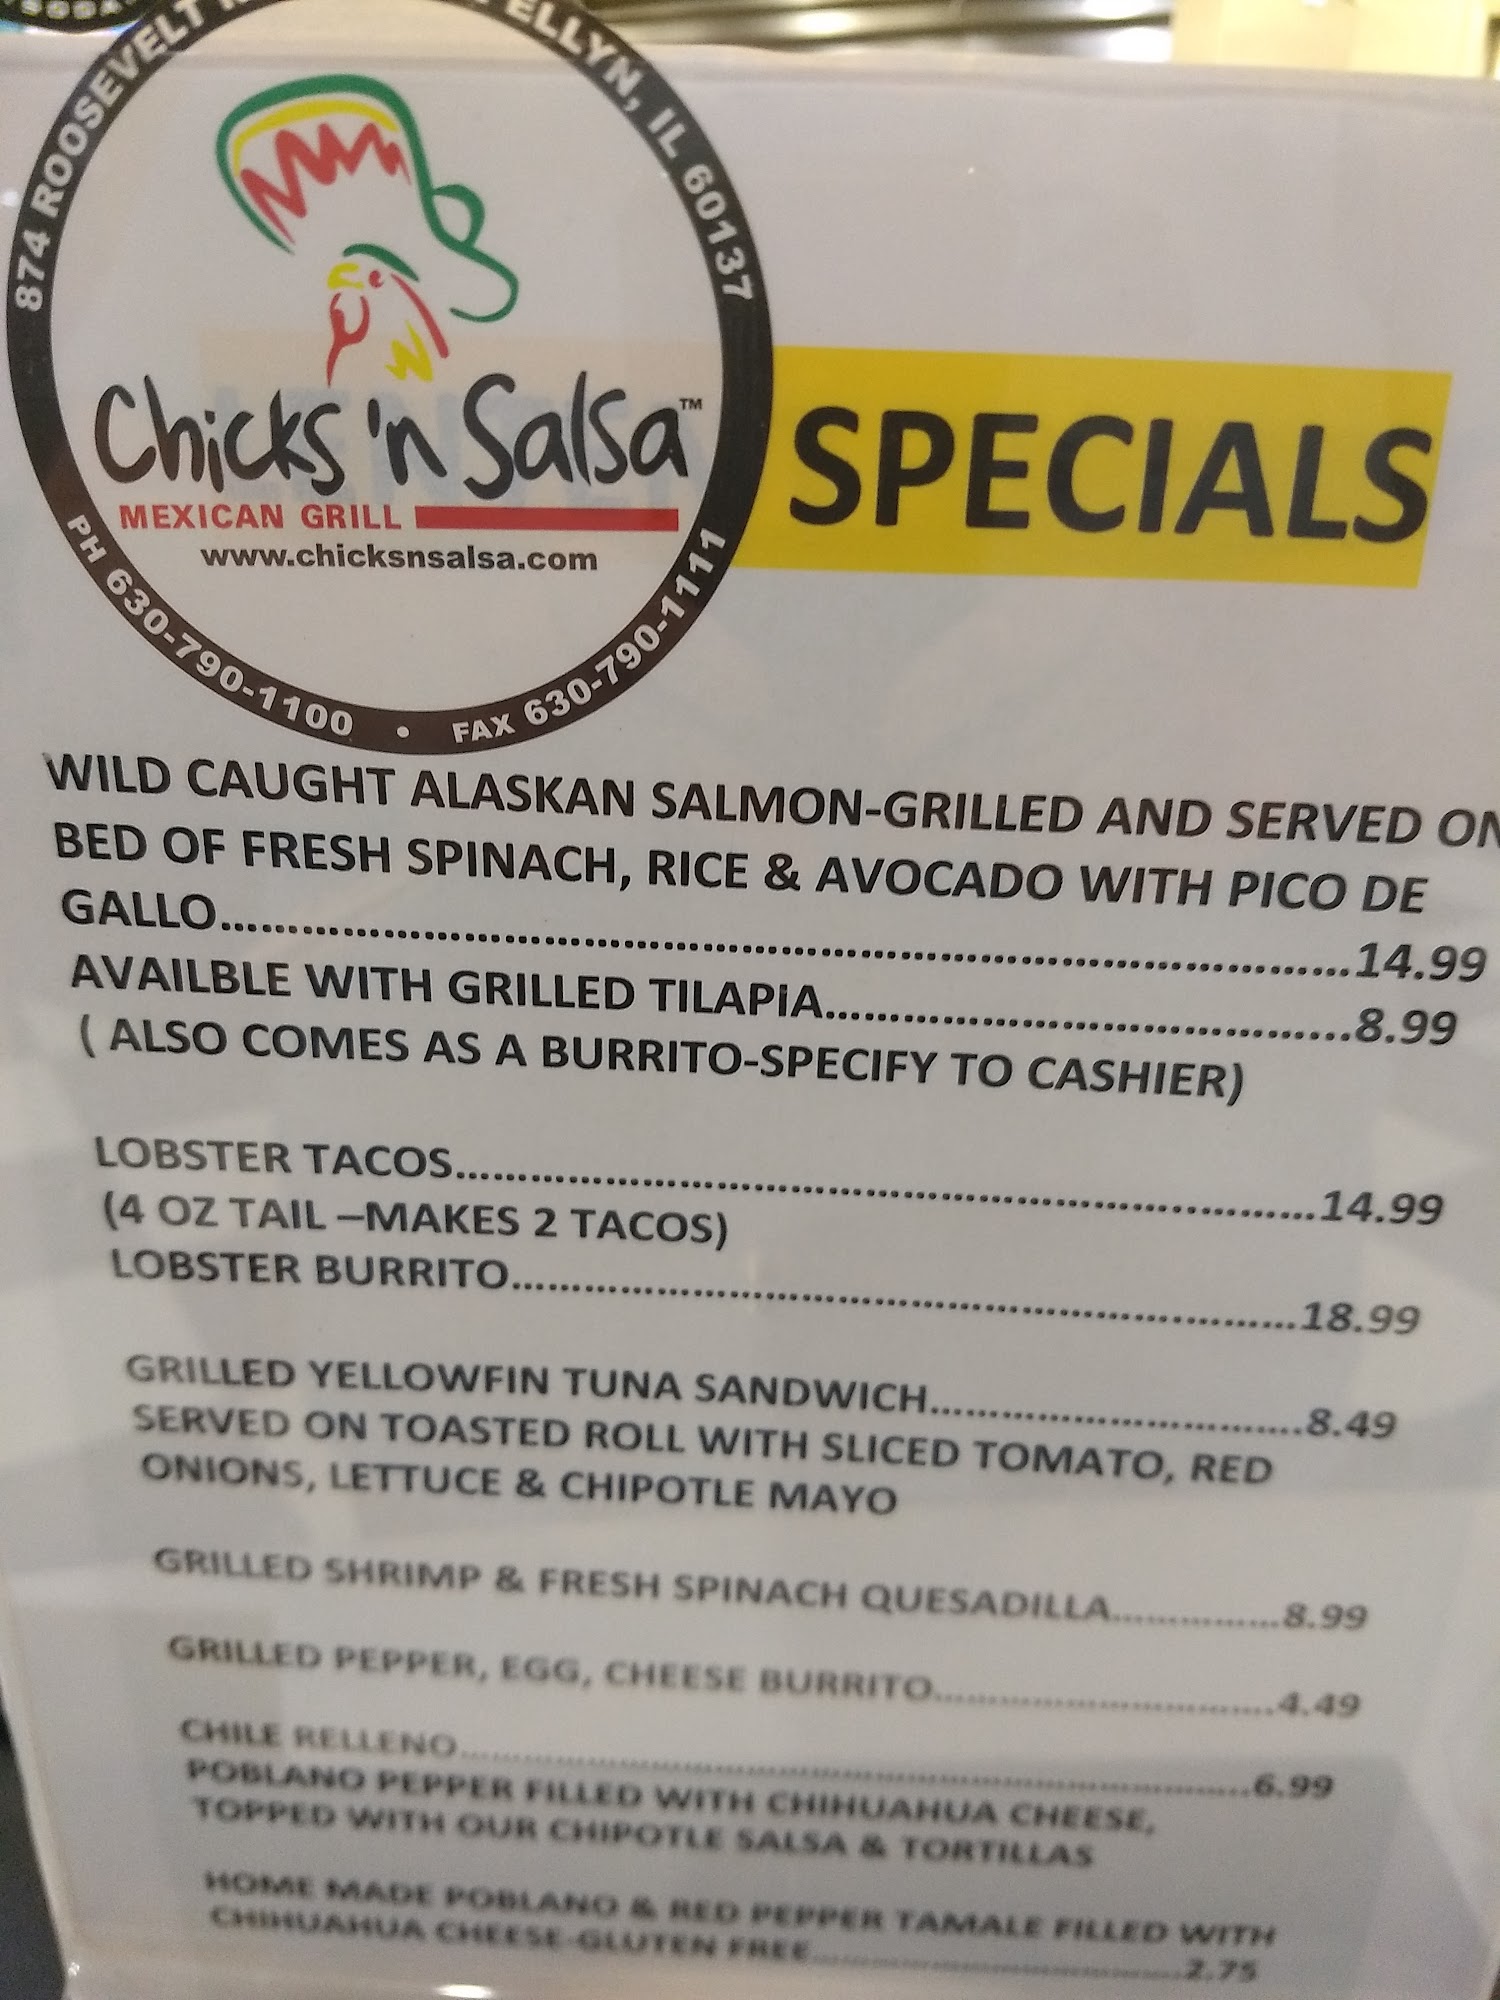 SODA
874 ROOSEVELT ELLYN, IL 60137
Chicks 'n Salsa™
MEXICAN GRILL
www.chicksnsalsa.com
PH 630-790-1100 • FAX 630-790-1111
SPECIALS
WILD CAUGHT ALASKAN SALMON-GRILLED AND SERVED ON
BED OF FRESH SPINACH, RICE & AVOCADO WITH PICO DE
GALLO.....14.99
AVAILBLE WITH GRILLED TILAPiA.....8.99
( ALSO COMES AS A BURRITO-SPECIFY TO CASHIER)
LOBSTER TACOS.....14.99
(4 OZ TAIL –MAKES 2 TACOS)
LOBSTER BURRITO.....18.99
GRILLED YELLOWFIN TUNA SANDWICH.....8.49
SERVED ON TOASTED ROLL WITH SLICED TOMATO, RED
ONIONS, LETTUCE & CHIPOTLE MAYO
GRILLED SHRIMP & FRESH SPINACH QUESADILLA.....8.99
GRILLED PEPPER, EGG, CHEESE BURRITO.....4.49
CHILE RELLENO.....6.99
POBLANO PEPPER FILLED WITH CHIHUAHUA CHEESE,
TOPPED WITH OUR CHIPOTLE SALSA & TORTILLAS
HOME MADE POBLANO & RED PEPPER TAMALE FILLED WITH
CHIHUAHUA CHEESE-GLUTEN FREE.....2.75